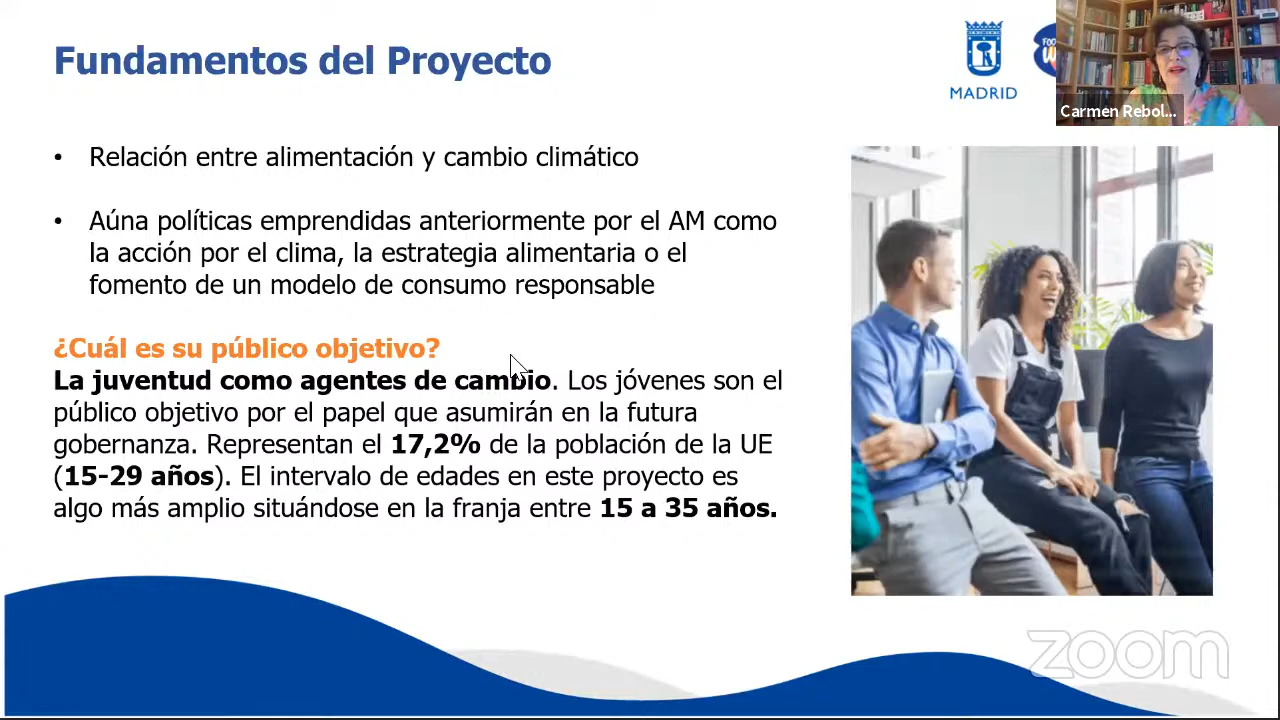 Fundamentos del Proyecto
MADRID
Carmen Rebol...
• Relación entre alimentación y cambio climático
• Aúna políticas emprendidas anteriormente por el AM como
la acción por el clima, la estrategia alimentaria o el
fomento de un modelo de consumo responsable
¿Cuál es su público objetivo?
La juventud como agentes de cambio. Los jóvenes son el
público objetivo por el papel que asumirán en la futura
gobernanza. Representan el 17,2% de la población de la UE
(15-29 años). El intervalo de edades en este proyecto es
algo más amplio situándose en la franja entre 15 a 35 años.
zoom